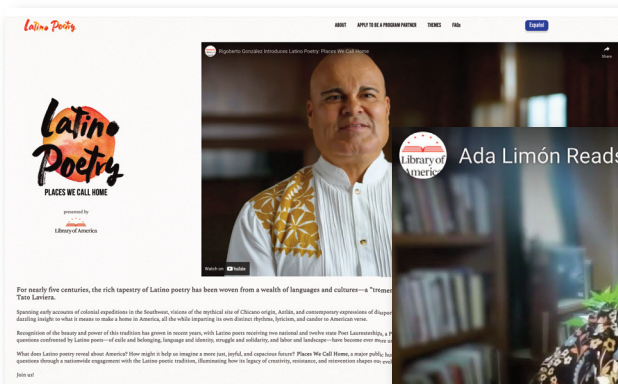 Latino Poetry
ABOUT APPLY TO BE A PROGRAM PARTNER THEMES FAQs Español
Rigoberto González Introduces Latino Poetry: Places We Call Home
Share
Library of America
Ada Limón Reads
Latino
Poetry
PLACES WE CALL HOME
presented by
Library of America
Watch on YouTube
For nearly five centuries, the rich tapestry of Latino poetry has been woven from a wealth of languages and cultures—a "tremen
Tato Laviera.
Spanning early accounts of colonial expeditions in the Southwest, visions of the mythical site of Chicano origin, Aztlán, and contemporary expressions of diaspor
dazzling insight to what it means to make a home in America, all the while imparting its own distinct rhythms, lyricism, and candor to American verse.
Recognition of the beauty and power of this tradition has grown in recent years, with Latino poets receiving two national and twelve state Poet Laureateships, a P
questions confronted by Latino poets—of exile and belonging, language and identity, struggle and solidarity, and labor and landscape—have become ever more u
What does Latino poetry reveal about America? How might it help us imagine a more just, joyful, and capacious future? Places We Call Home, a major public hu
questions through a nationwide engagement with the Latino poetic tradition, illuminating how its legacy of creativity, resistance, and reinvention shapes our evol
Join us!